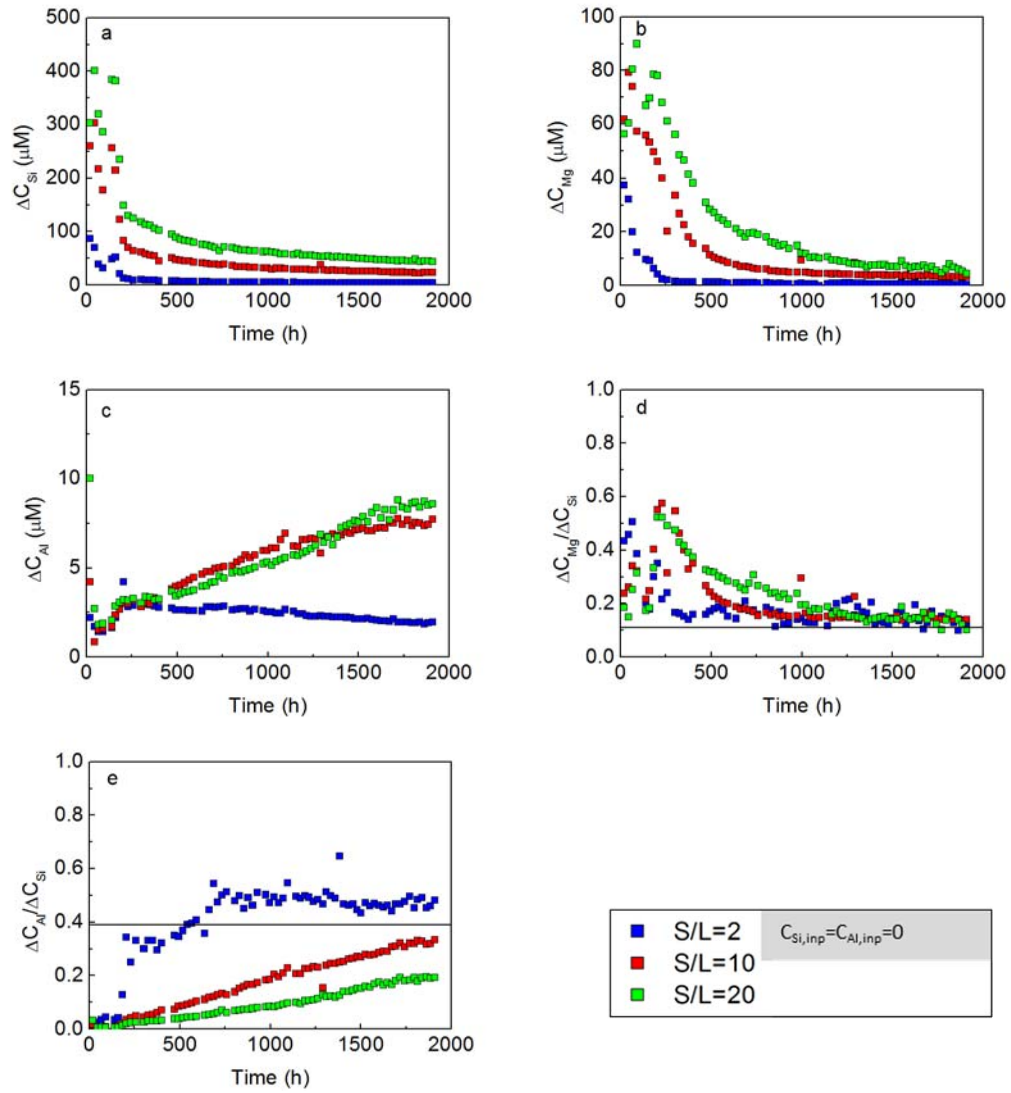 a
500
400
300
200
100
0
ΔC_Si (μM)
0 500 1000 1500 2000
Time (h)
b
100
80
60
40
20
0
ΔC_Mg (μM)
0 500 1000 1500 2000
Time (h)
c
15
10
5
0
ΔC_Al (μM)
0 500 1000 1500 2000
Time (h)
d
1.0
0.8
0.6
0.4
0.2
0.0
ΔC_Mg/ΔC_Si
0 500 1000 1500 2000
Time (h)
e
1.0
0.8
0.6
0.4
0.2
0.0
ΔC_Al/ΔC_Si
0 500 1000 1500 2000
Time (h)
S/L=2
S/L=10
S/L=20
C_Si,inp=C_Al,inp=0